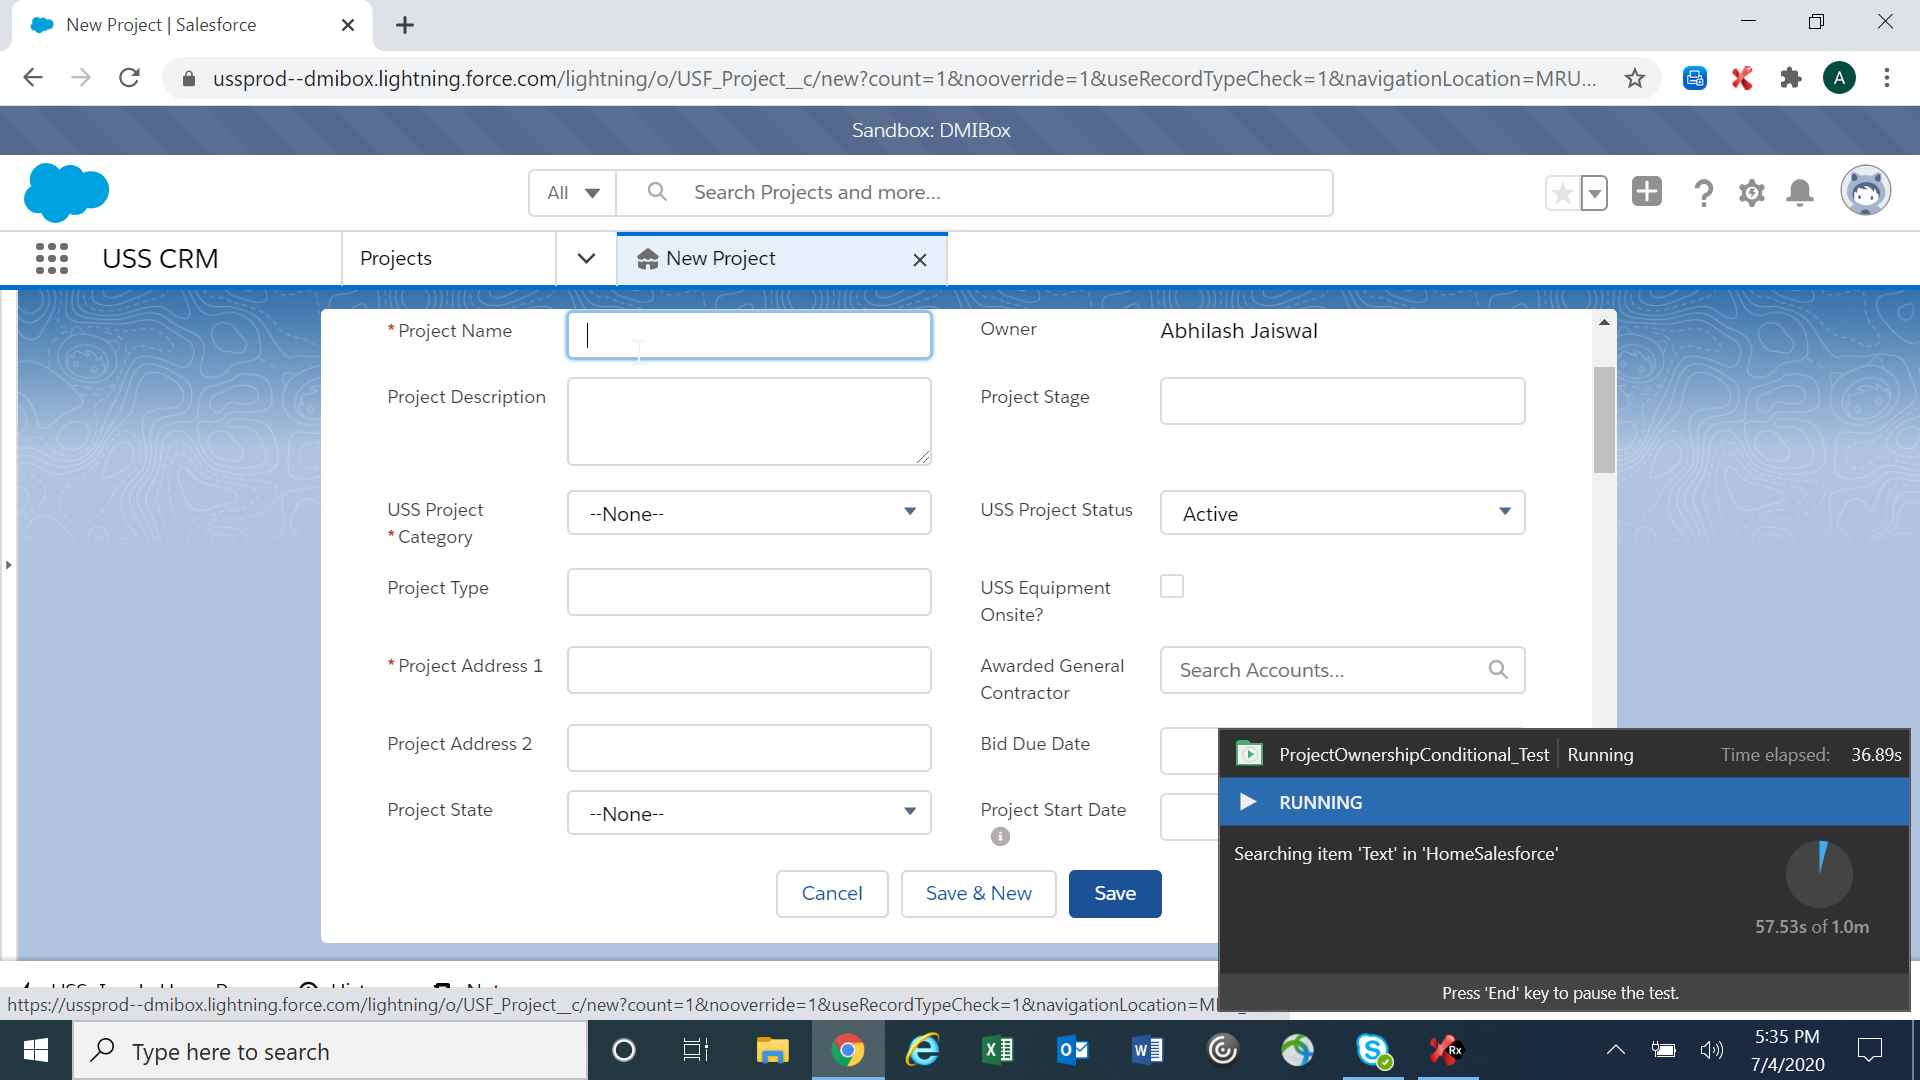 New Project | Salesforce
ussprod--dmibox.lightning.force.com/lightning/o/USF_Project__c/new?count=1&nooverride=1&useRecordTypeCheck=1&navigationLocation=MRU...
A
Sandbox: DMIBox
All
Search Projects and more...
USS CRM
Projects
New Project
*Project Name
Owner
Abhilash Jaiswal
Project Description
Project Stage
USS Project
*Category
--None--
USS Project Status
Active
Project Type
USS Equipment
Onsite?
*Project Address 1
Awarded General
Contractor
Search Accounts...
Project Address 2
Bid Due Date
Project State
--None--
Project Start Date
Cancel
Save & New
Save
ProjectOwnershipConditional_Test
Running
Time elapsed:
36.89s
RUNNING
Searching item 'Text' in 'HomeSalesforce'
57.53s of 1.0m
Press 'End' key to pause the test.
https://ussprod--dmibox.lightning.force.com/lightning/o/USF_Project__c/new?count=1&nooverride=1&useRecordTypeCheck=1&navigationLocation=
Type here to search
Rx
5:35 PM
7/4/2020